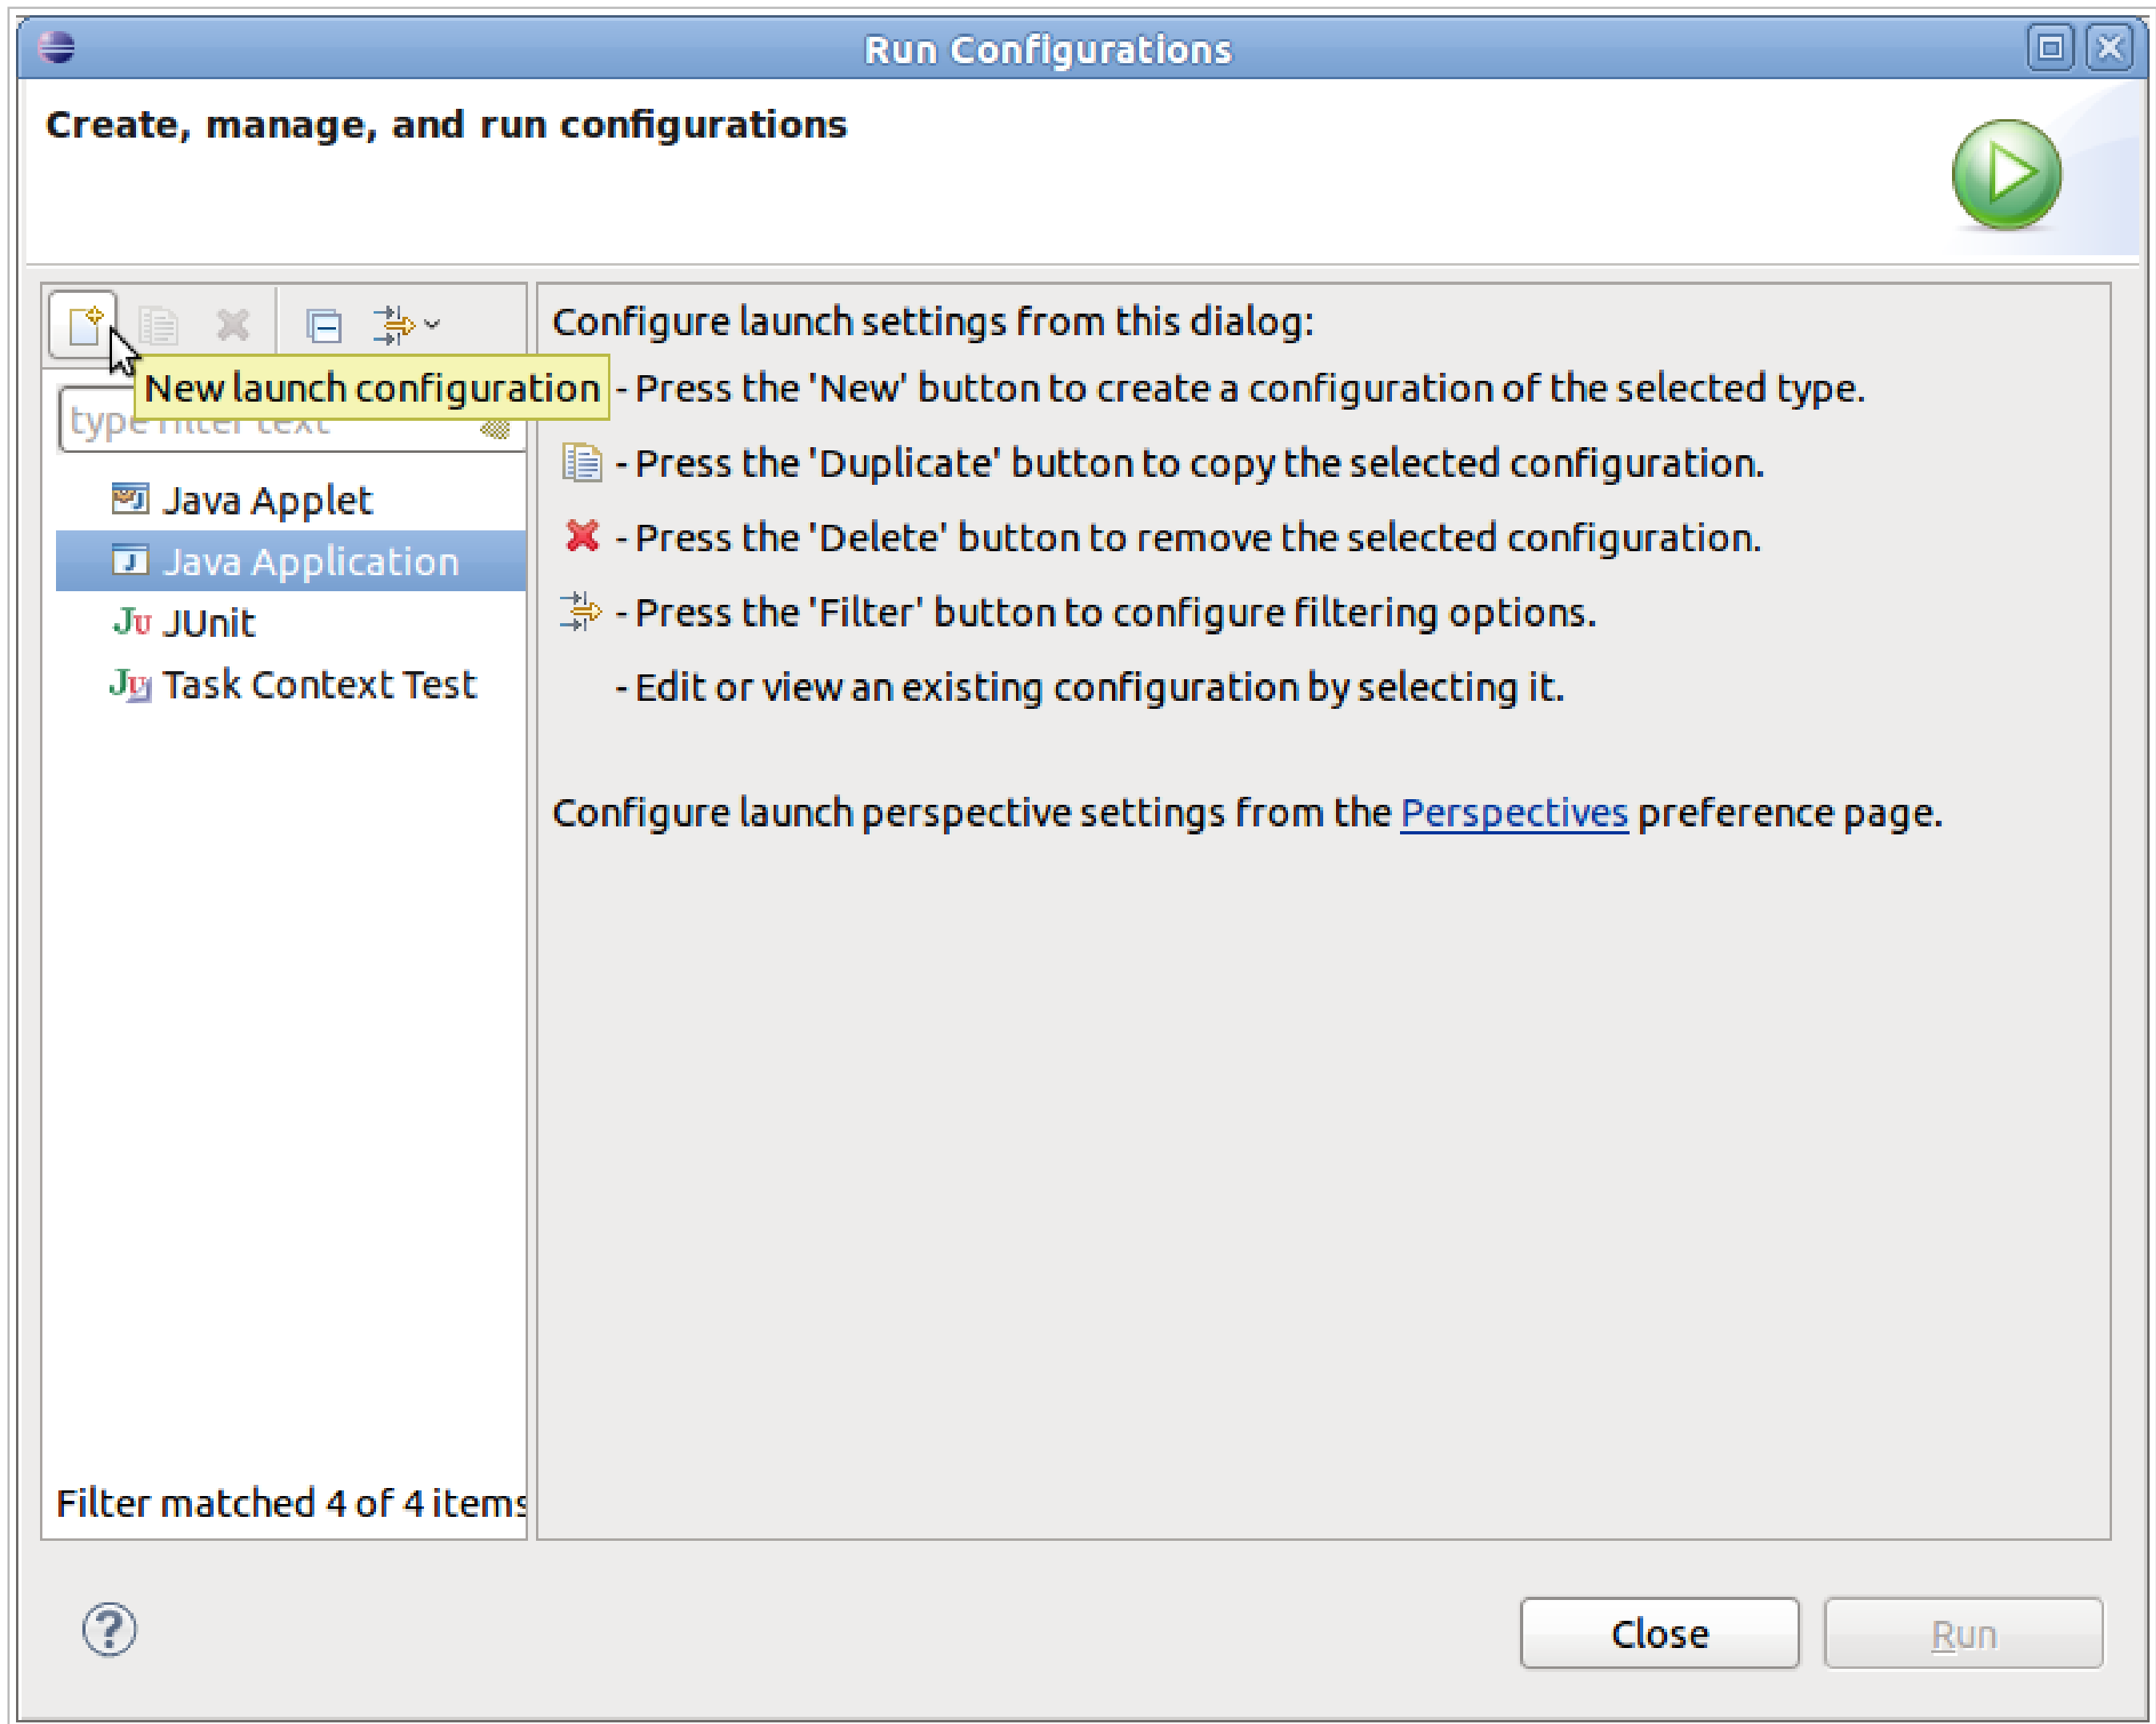 Run Configurations
Create, manage, and run configurations
New launch configuration
type filter text
Java Applet
Java Application
JUnit
Task Context Test
Filter matched 4 of 4 items
Configure launch settings from this dialog:
- Press the 'New' button to create a configuration of the selected type.
- Press the 'Duplicate' button to copy the selected configuration.
- Press the 'Delete' button to remove the selected configuration.
- Press the 'Filter' button to configure filtering options.
- Edit or view an existing configuration by selecting it.
Configure launch perspective settings from the Perspectives preference page.
Close
Run